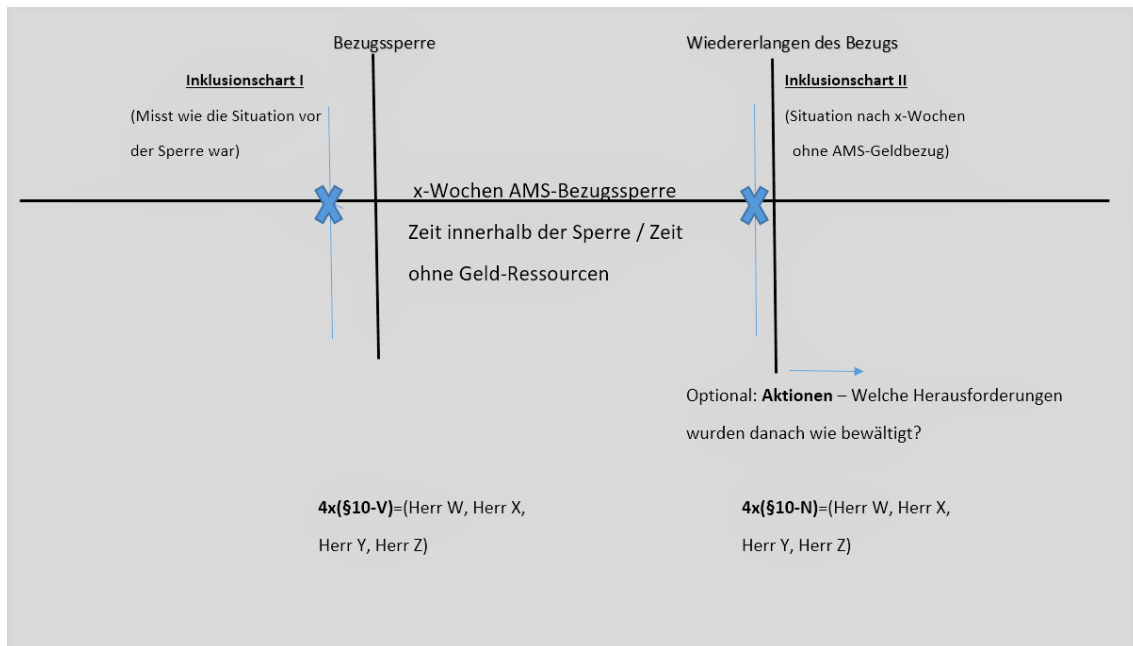 Bezugssperre
Wiedererlangen des Bezugs
Inklusionschart I
(Misst wie die Situation vor
der Sperre war)
Inklusionschart II
(Situation nach x-Wochen
ohne AMS-Geldbezug)
x-Wochen AMS-Bezugssperre
Zeit innerhalb der Sperre / Zeit
ohne Geld-Ressourcen
Optional: Aktionen – Welche Herausforderungen
wurden danach wie bewältigt?
4x(§10-V)=(Herr W, Herr X,
Herr Y, Herr Z)
4x(§10-N)=(Herr W, Herr X,
Herr Y, Herr Z)